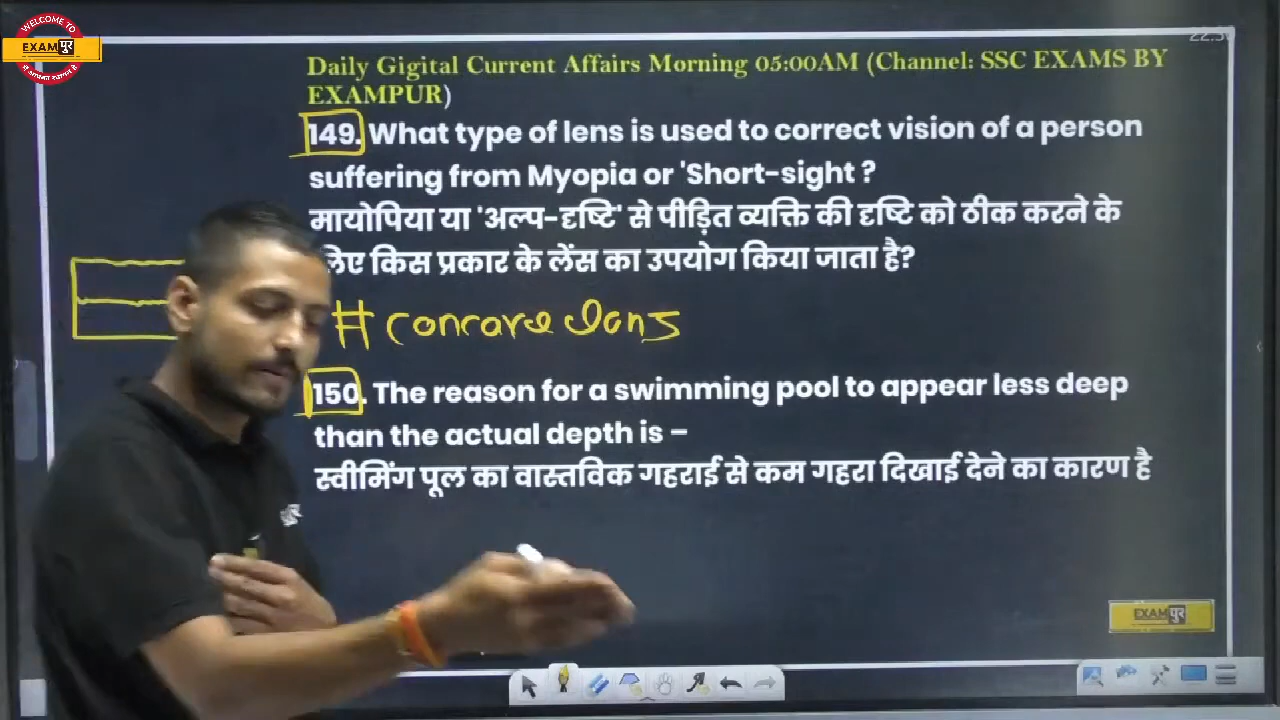 WELCOME TO
EXAMपुर
22:3
Daily Gigital Current Affairs Morning 05:00AM (Channel: SSC EXAMS BY
EXAMPUR)
149. What type of lens is used to correct vision of a person
suffering from Myopia or 'Short-sight ?
मायोपिया या 'अल्प-दृष्टि' से पीड़ित व्यक्ति की दृष्टि को ठीक करने के
लिए किस प्रकार के लेंस का उपयोग किया जाता है?
# concave lens
150. The reason for a swimming pool to appear less deep
than the actual depth is –
स्वीमिंग पूल का वास्तविक गहराई से कम गहरा दिखाई देने का कारण है
EXAMपुर